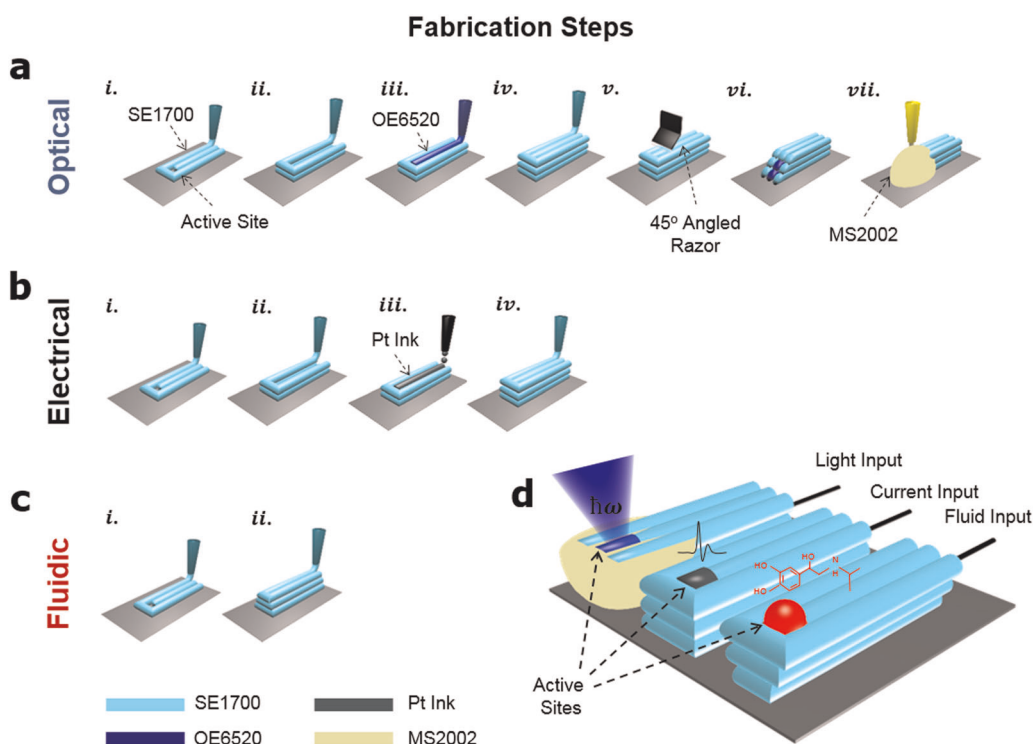 Fabrication Steps
a
Optical
i.
ii.
iii.
iv.
v.
vi.
vii.
SE1700
OE6520
Active Site
45º Angled
Razor
MS2002
b
Electrical
i.
ii.
iii.
iv.
Pt Ink
c
Fluidic
i.
ii.
d
Light Input
Current Input
Fluid Input
ħω
HO
HO
HO
N
H
Active
Sites
SE1700
Pt Ink
OE6520
MS2002